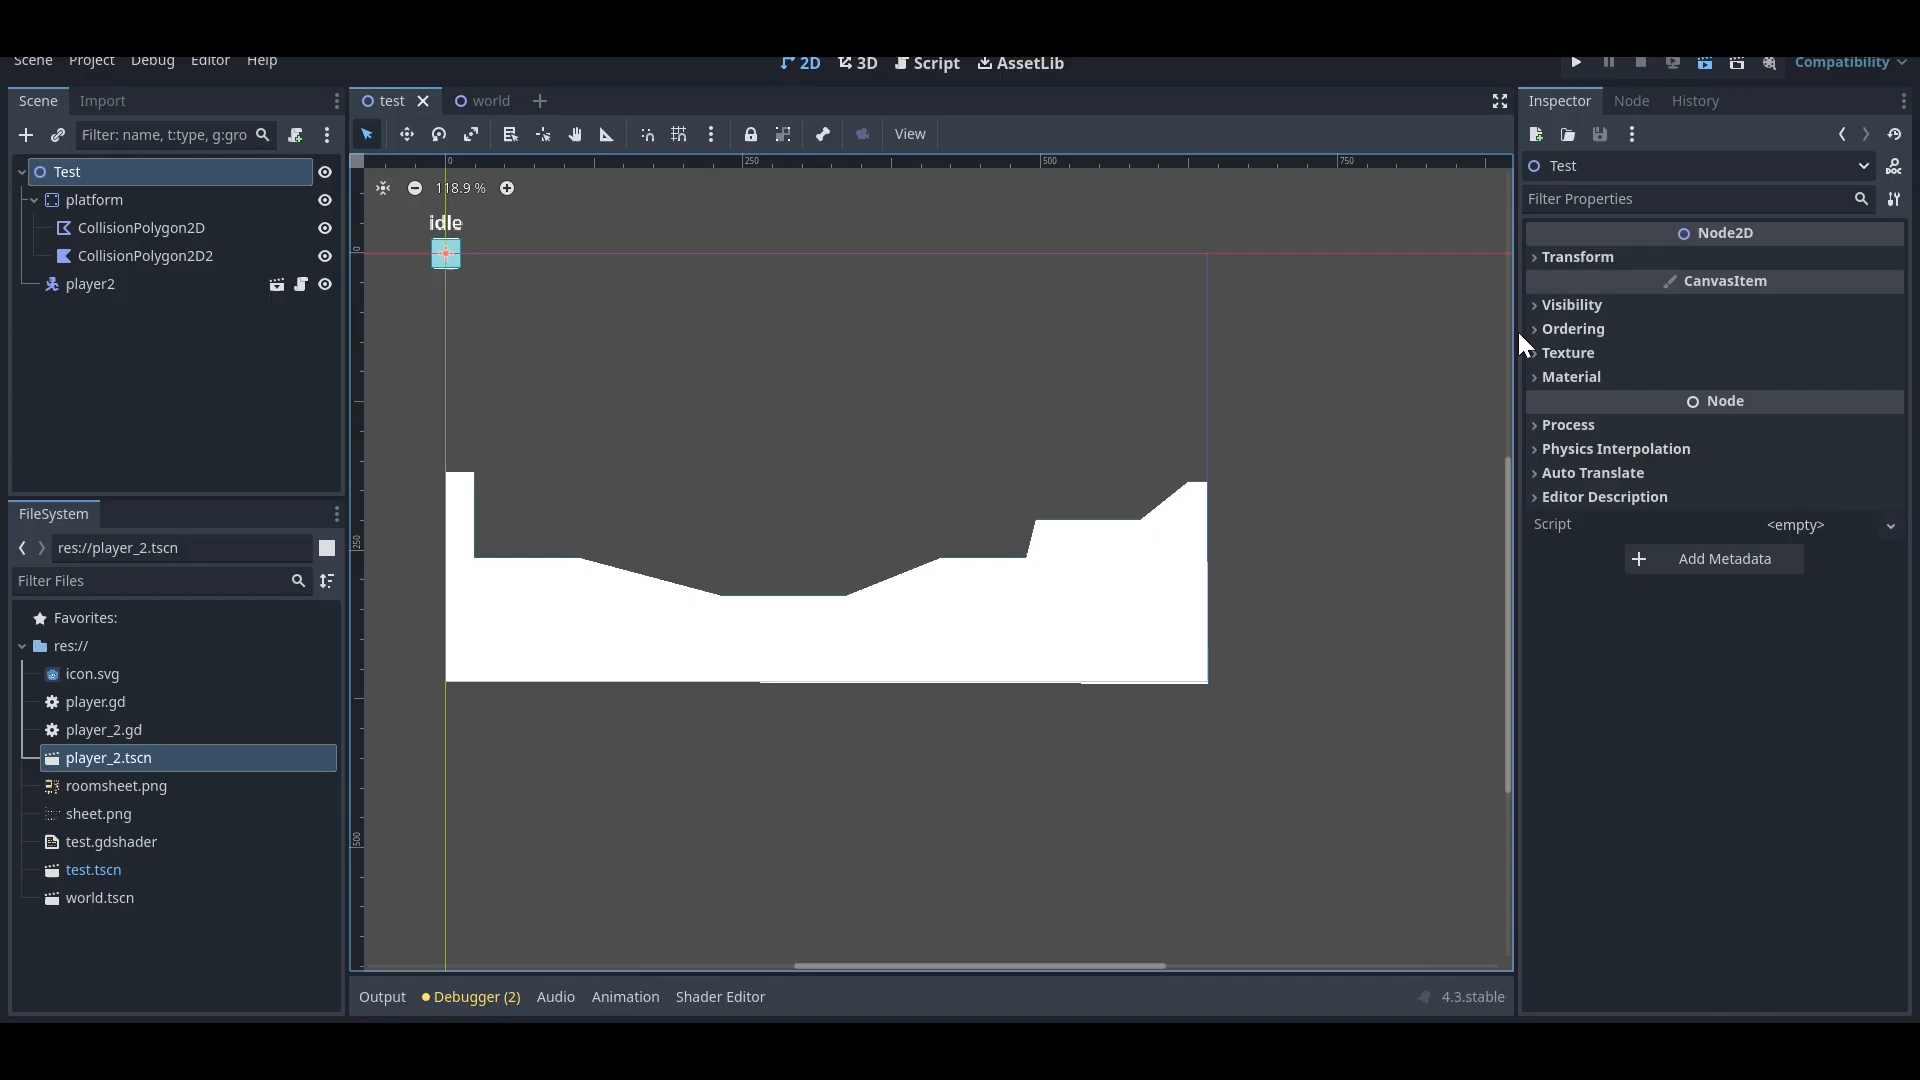 Scene Project Debug Editor Help
2D 3D Script AssetLib
Compatibility
Scene Import
test world
Inspector Node History
Filter: name, t:type, g:gro
View
Test
platform
CollisionPolygon2D
CollisionPolygon2D2
player2
0 250 500 750
118.9 %
idle
0
250
500
Test
Filter Properties
Node2D
Transform
CanvasItem
Visibility
Ordering
Texture
Material
Node
Process
Physics Interpolation
Auto Translate
Editor Description
Script <empty>
Add Metadata
FileSystem
res://player_2.tscn
Filter Files
Favorites:
res://
icon.svg
player.gd
player_2.gd
player_2.tscn
roomsheet.png
sheet.png
test.gdshader
test.tscn
world.tscn
Output Debugger (2) Audio Animation Shader Editor
4.3.stable